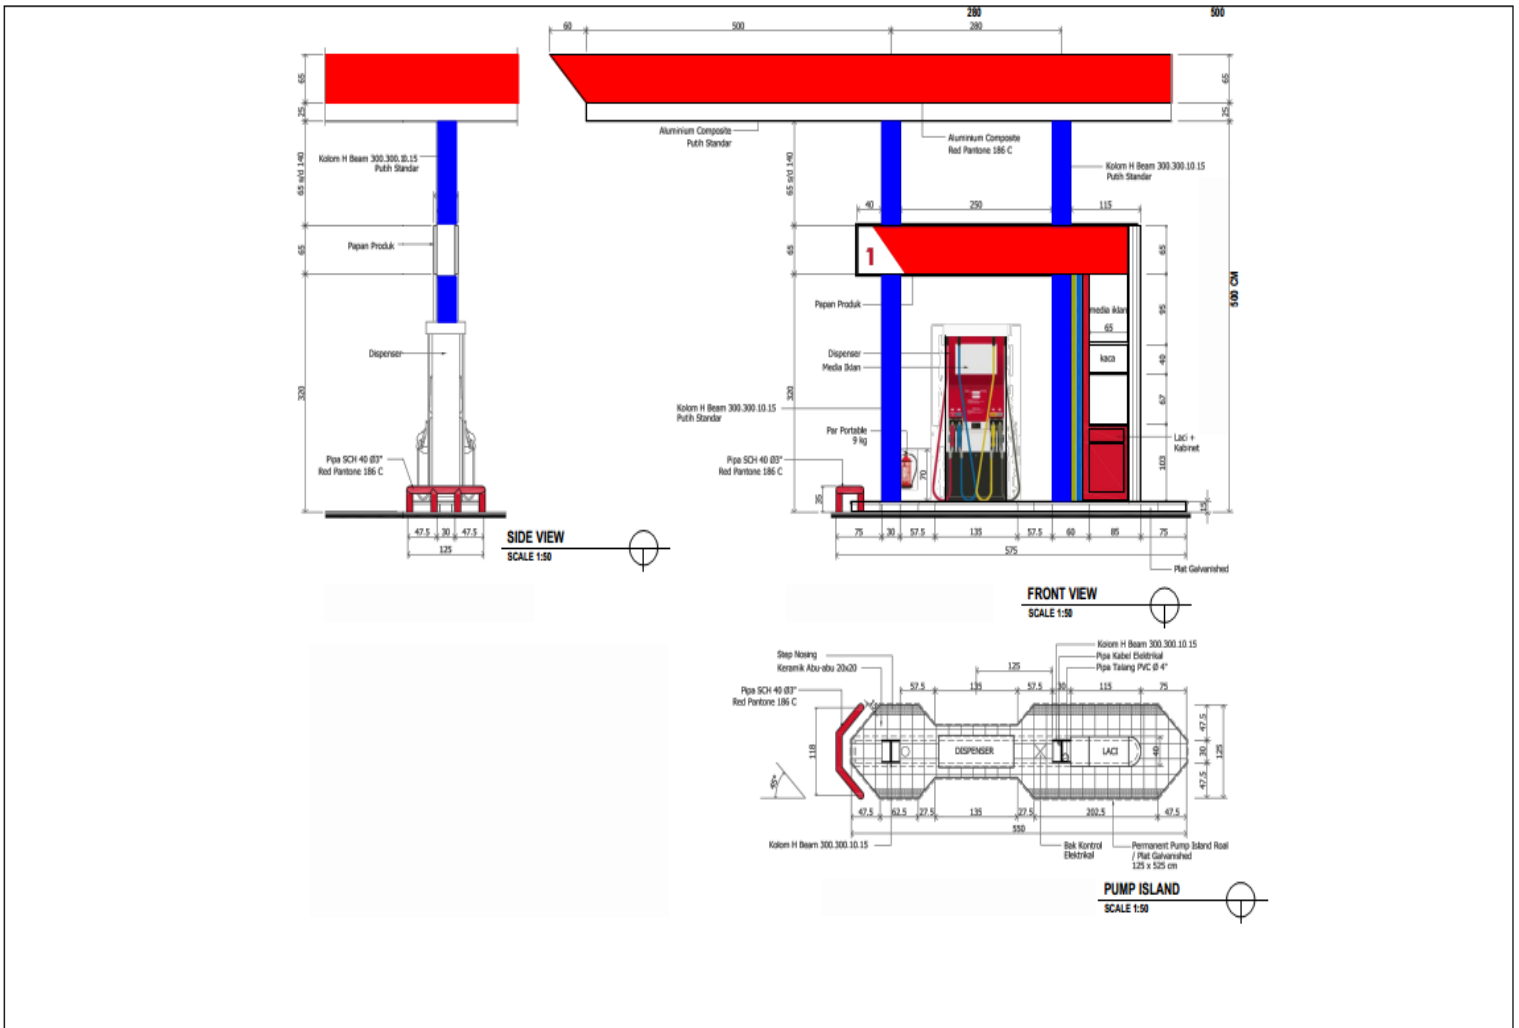 280
500
60
500
280
65
25
65 s/d 140
65
320
Kolom H Beam 300.300.10.15
Putih Standar
Papan Produk
Dispenser
Pipa SCH 40 Ø3"
Red Pantone 186 C
47.5
30
47.5
125
SIDE VIEW
SCALE 1:50
Aluminium Composite
Putih Standar
Aluminium Composite
Red Pantone 186 C
Kolom H Beam 300.300.10.15
Putih Standar
65
25
500 CM
65 s/d 140
65
320
40
250
115
1
Papan Produk
Dispenser
Media Iklan
Kolom H Beam 300.300.10.15
Putih Standar
Par Portable
9 kg
Pipa SCH 40 Ø3"
Red Pantone 186 C
35
70
media iklan
65
kaca
65
95
40
67
103
15
Laci +
Kabinet
75
30
57.5
135
57.5
60
85
75
575
Plat Galvanished
FRONT VIEW
SCALE 1:50
Kolom H Beam 300.300.10.15
Pipa Kabel Elektrikal
Pipa Talang PVC Ø 4"
Step Nosing
Keramik Abu-abu 20x20
Pipa SCH 40 Ø3"
Red Pantone 186 C
125
57.5
135
57.5
30
115
75
118
45°
DISPENSER
LACI
40
47.5
30
47.5
125
47.5
62.5
27.5
135
27.5
202.5
47.5
550
Kolom H Beam 300.300.10.15
Bak Kontrol
Elektrikal
Permanent Pump Island Roal
/ Plat Galvanished
125 x 525 cm
PUMP ISLAND
SCALE 1:50